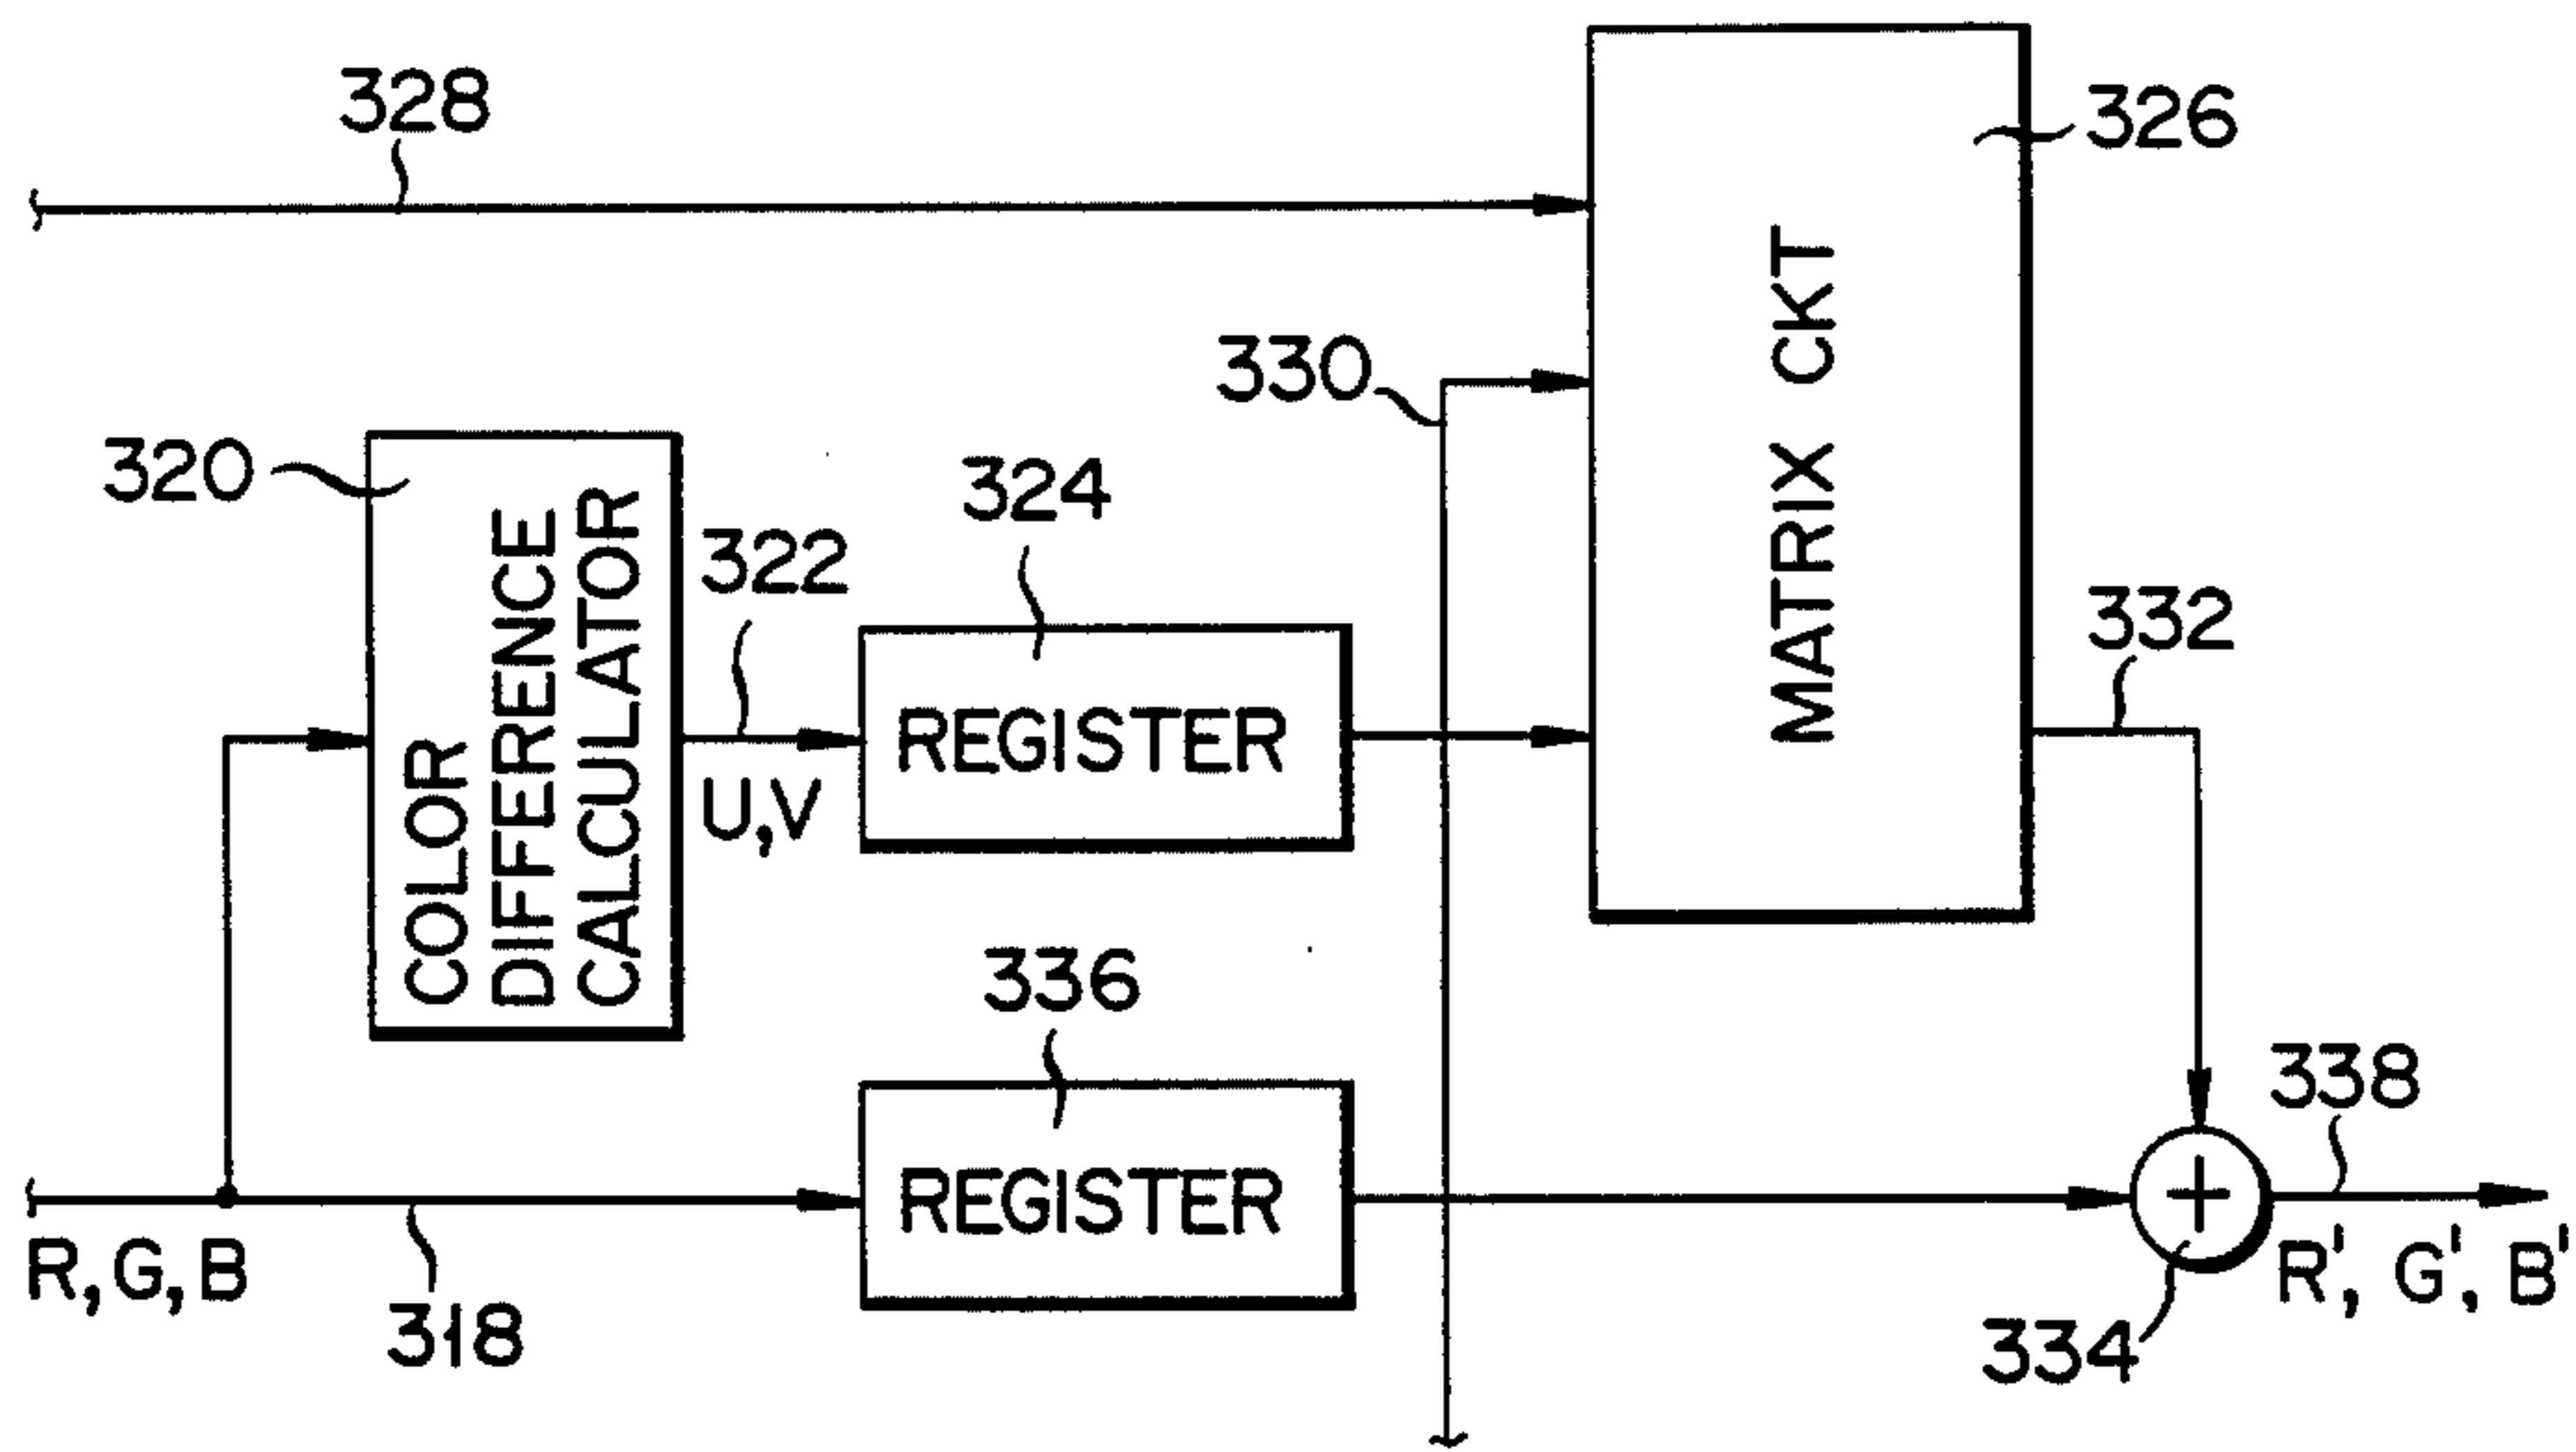 328
326
330
320
324
322
332
COLOR
DIFFERENCE
CALCULATOR
U,V
REGISTER
MATRIX CKT
336
338
REGISTER
R,G,B
318
334
R', G', B'